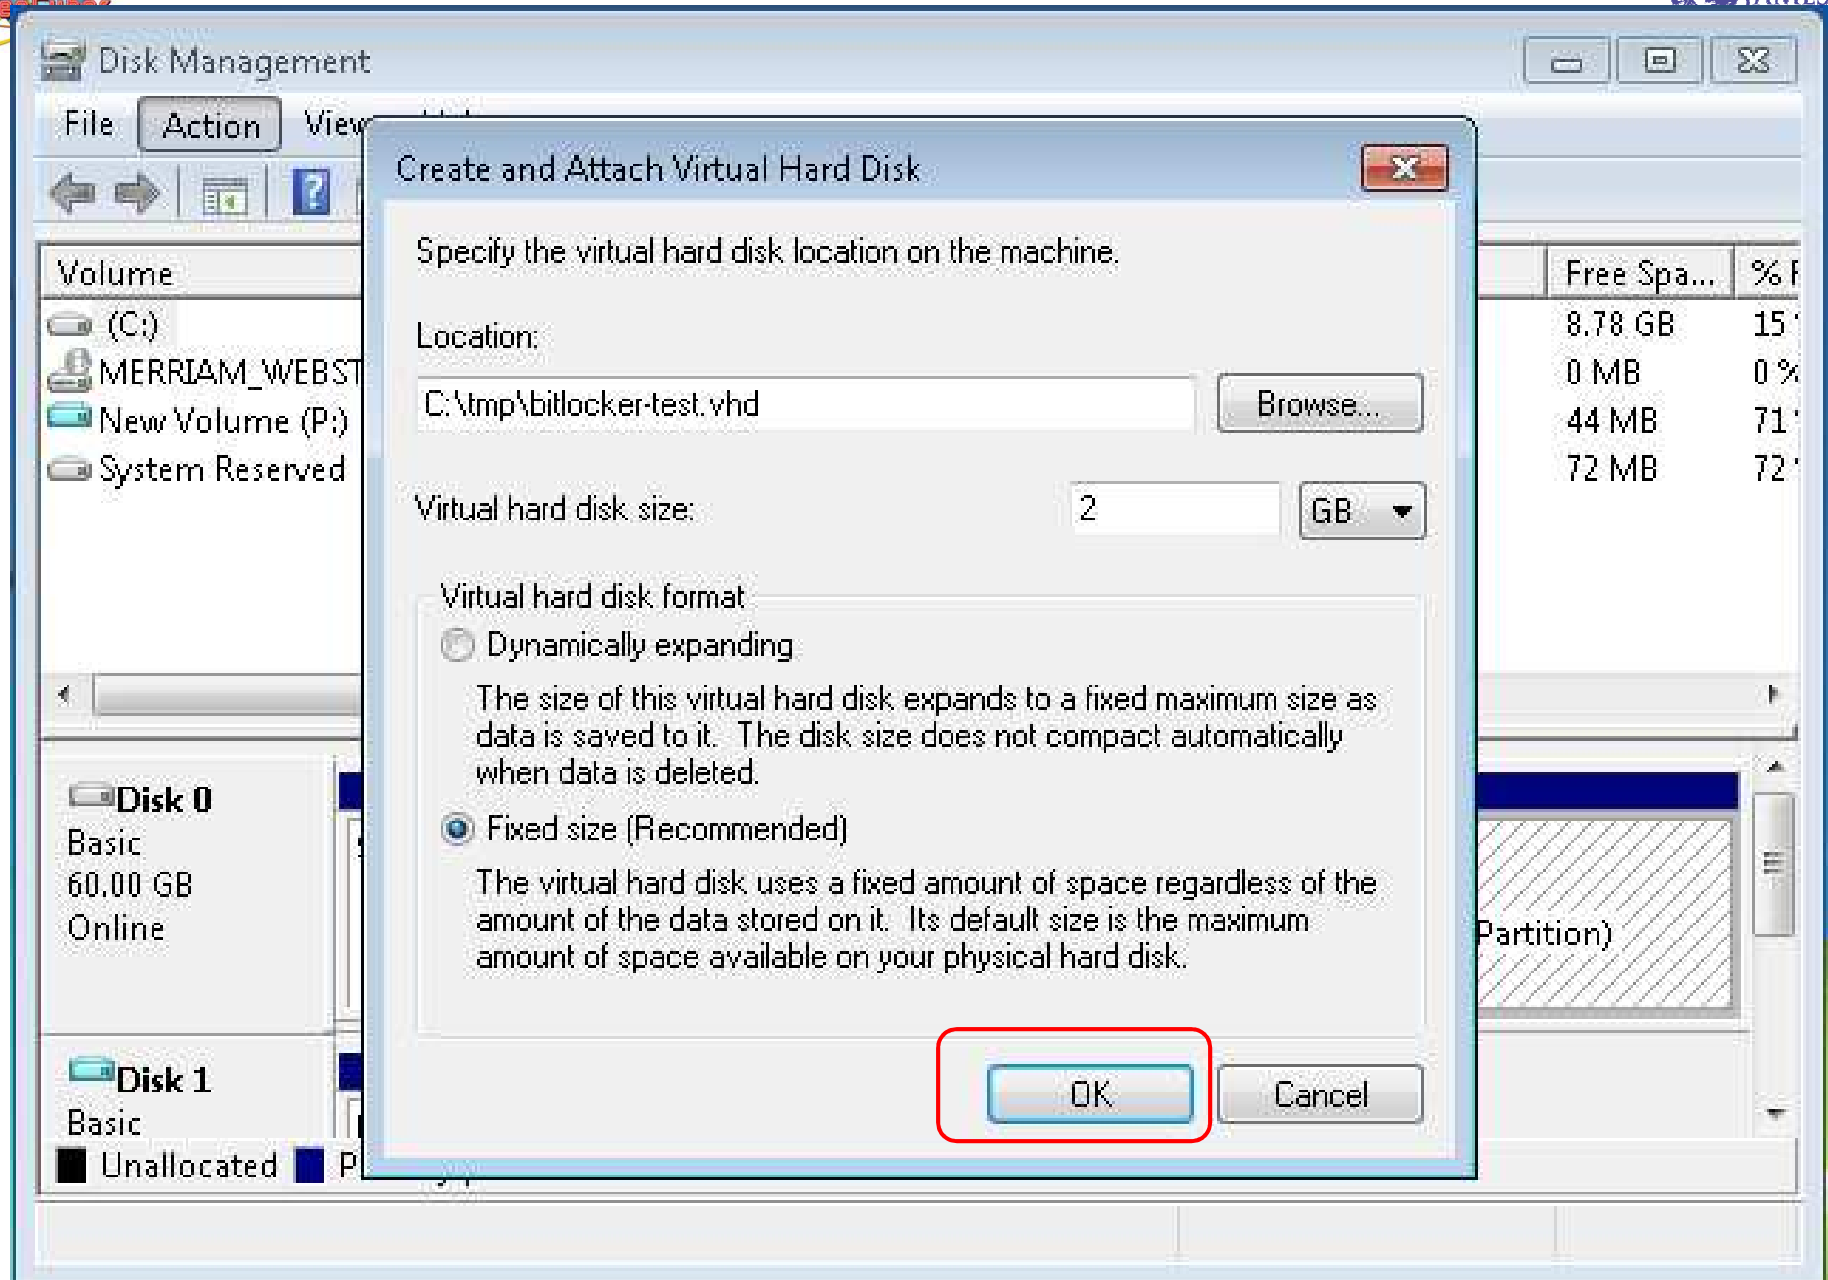 Disk Management
File Action View
Create and Attach Virtual Hard Disk
Specify the virtual hard disk location on the machine.
Location:
C:\tmp\bitlocker-test.vhd Browse...
Virtual hard disk size: 2 GB
Virtual hard disk format
Dynamically expanding
The size of this virtual hard disk expands to a fixed maximum size as
data is saved to it. The disk size does not compact automatically
when data is deleted.
Fixed size (Recommended)
The virtual hard disk uses a fixed amount of space regardless of the
amount of the data stored on it. Its default size is the maximum
amount of space available on your physical hard disk.
OK Cancel
Volume Free Spa... %
(C:) 8.78 GB 15
MERRIAM_WEBST 0 MB 0 %
New Volume (P:) 44 MB 71
System Reserved 72 MB 72
Disk 0
Basic
60.00 GB
Online
Partition)
Disk 1
Basic
Unallocated